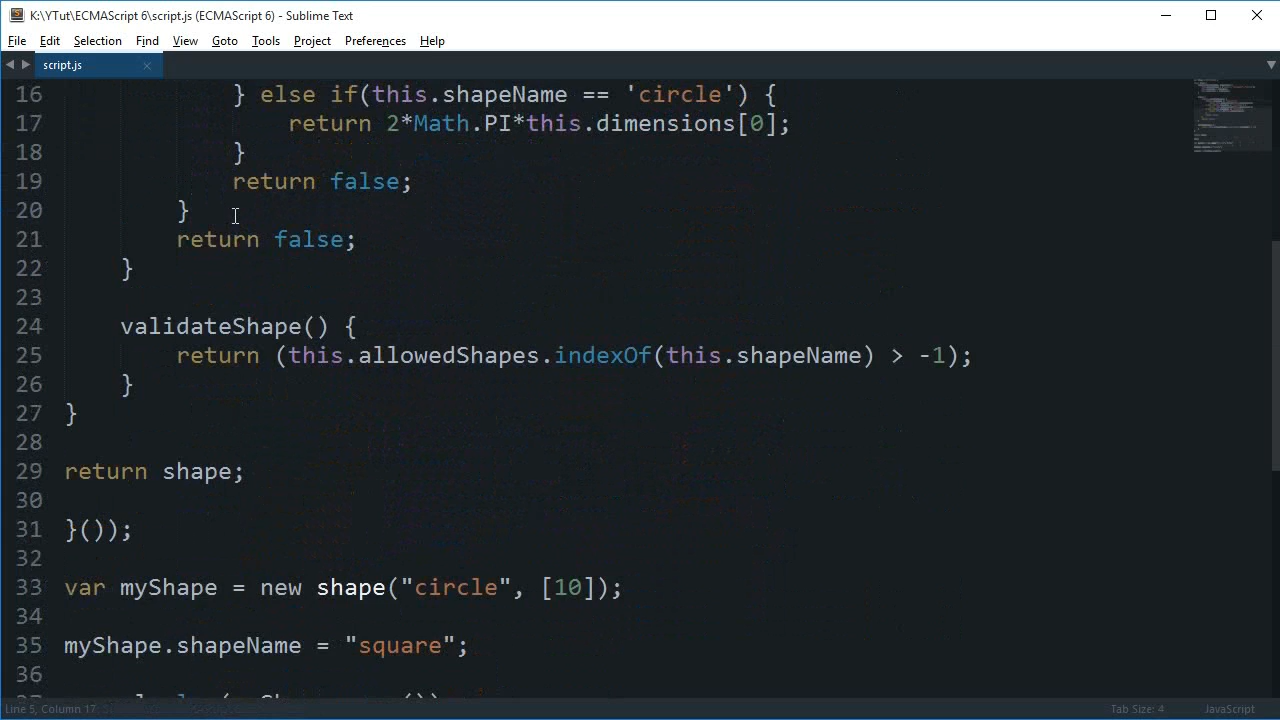 K:\YTut\ECMAScript 6\script.js (ECMAScript 6) - Sublime Text
File Edit Selection Find View Goto Tools Project Preferences Help
script.js
16 } else if(this.shapeName == 'circle') {
17 return 2*Math.PI*this.dimensions[0];
18 }
19 return false;
20 }
21 return false;
22 }
23
24 validateShape() {
25 return (this.allowedShapes.indexOf(this.shapeName) > -1);
26 }
27 }
28
29 return shape;
30
31 }());
32
33 var myShape = new shape("circle", [10]);
34
35 myShape.shapeName = "square";
36
Line 5, Column 17
Tab Size: 4
JavaScript